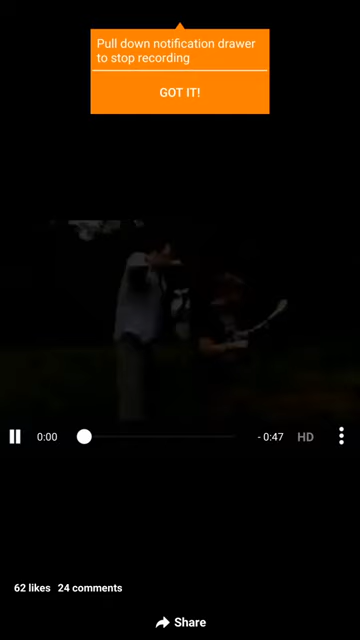 Pull down notification drawer
to stop recording
GOT IT!
0:00
- 0:47
HD
62 likes 24 comments
Share